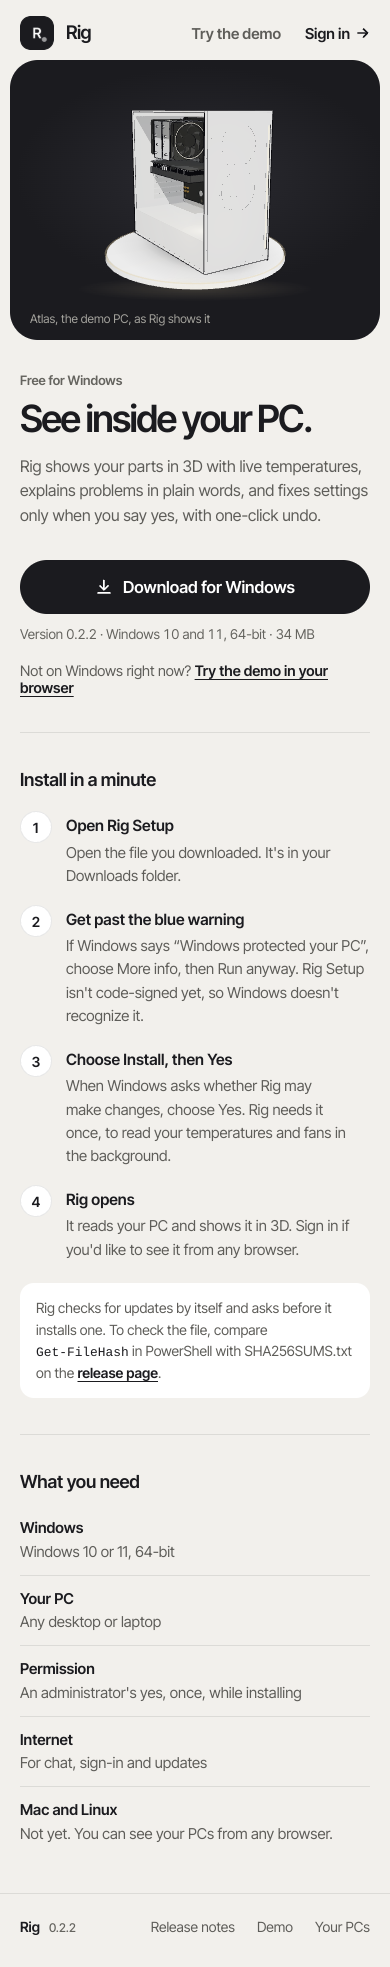 R
Rig
Try the demo
Sign in →
Atlas, the demo PC, as Rig shows it
Free for Windows
See inside your PC.
Rig shows your parts in 3D with live temperatures,
explains problems in plain words, and fixes settings
only when you say yes, with one-click undo.
Download for Windows
Version 0.2.2 · Windows 10 and 11, 64-bit · 34 MB
Not on Windows right now? Try the demo in your
browser
Install in a minute
1
Open Rig Setup
Open the file you downloaded. It's in your
Downloads folder.
2
Get past the blue warning
If Windows says “Windows protected your PC”,
choose More info, then Run anyway. Rig Setup
isn't code-signed yet, so Windows doesn't
recognize it.
3
Choose Install, then Yes
When Windows asks whether Rig may
make changes, choose Yes. Rig needs it
once, to read your temperatures and fans in
the background.
4
Rig opens
It reads your PC and shows it in 3D. Sign in if
you'd like to see it from any browser.
Rig checks for updates by itself and asks before it
installs one. To check the file, compare
Get-FileHash in PowerShell with SHA256SUMS.txt
on the release page.
What you need
Windows
Windows 10 or 11, 64-bit
Your PC
Any desktop or laptop
Permission
An administrator's yes, once, while installing
Internet
For chat, sign-in and updates
Mac and Linux
Not yet. You can see your PCs from any browser.
Rig 0.2.2
Release notes
Demo
Your PCs